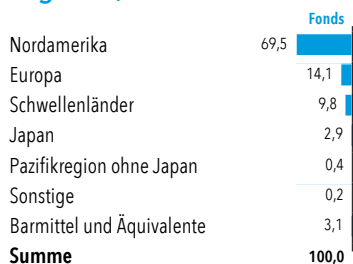 Fonds
Nordamerika 69,5
Europa 14,1
Schwellenländer 9,8
Japan 2,9
Pazifikregion ohne Japan 0,4
Sonstige 0,2
Barmittel und Äquivalente 3,1
Summe 100,0